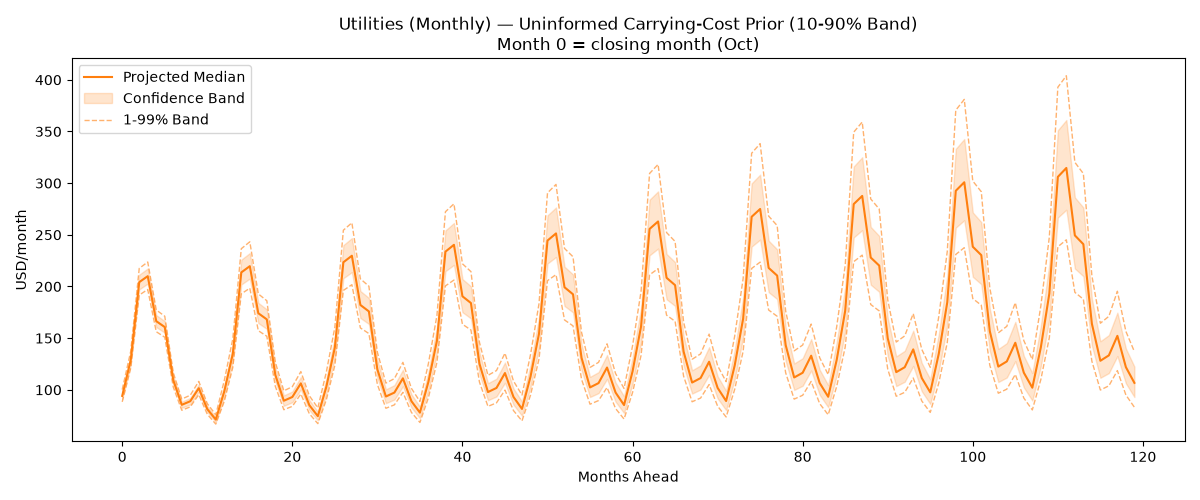 Utilities (Monthly) — Uninformed Carrying-Cost Prior (10-90% Band)
Month 0 = closing month (Oct)
Projected Median
Confidence Band
1-99% Band
USD/month
400
350
300
250
200
150
100
0
20
40
60
80
100
120
Months Ahead